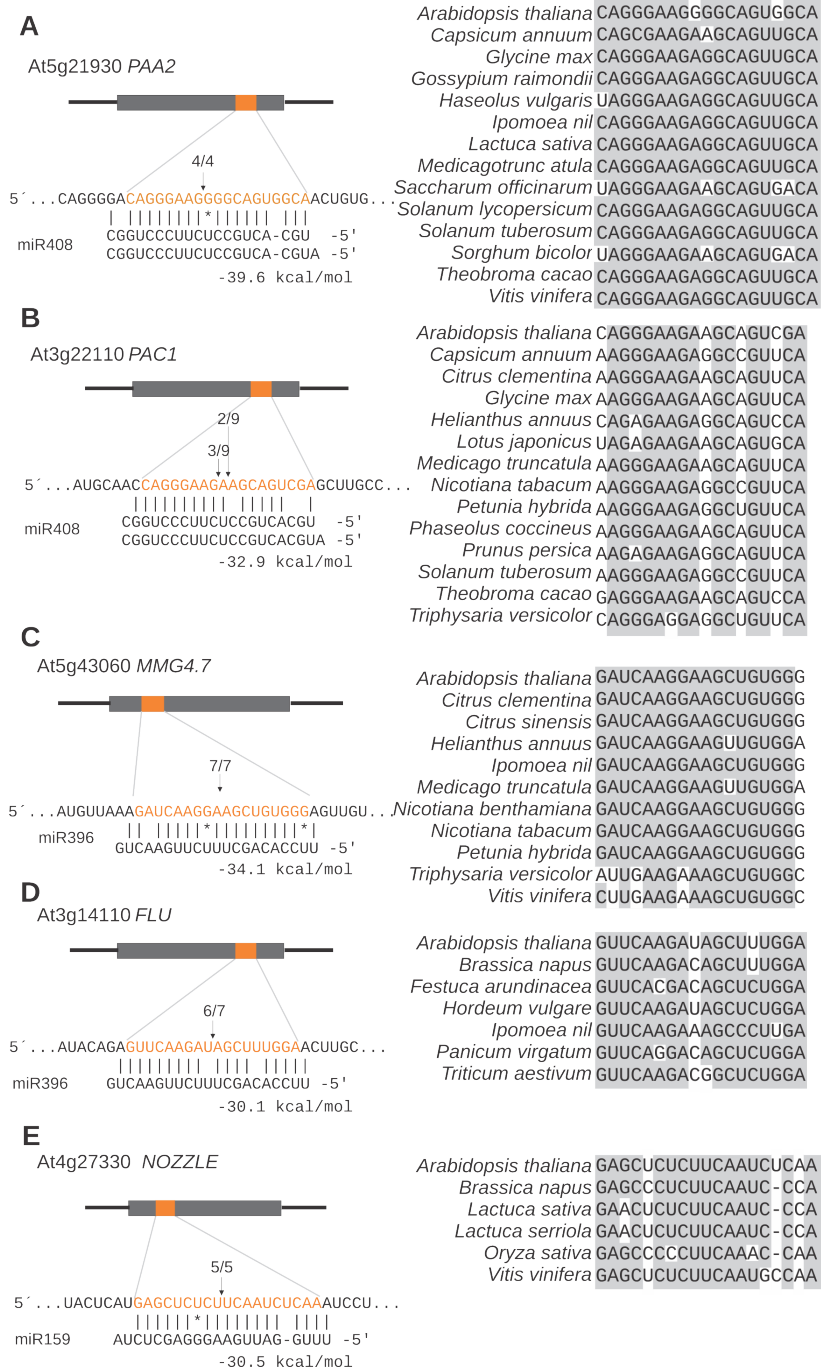 A
At5g21930 PAA2
4/4
5´ ...CAGGGGACAGGGAAGGGGCAGUGGCAACUGUG...
*
miR408
CGGUCCCUUCUCCGUCA-CGU -5'
CGGUCCCUUCUCCGUCA-CGUA -5'
-39.6 kcal/mol
Arabidopsis thaliana CAGGGAAGGGGCAGUGGCA
Capsicum annuum CAGCGAAGAAGCAGUUGCA
Glycine max CAGGGAAGAGGCAGUUGCA
Gossypium raimondii CAGGGAAGAGGCAGUUGCA
Haseolus vulgaris UAGGGAAGAGGCAGUUGCA
Ipomoea nil CAGGGAAGAGGCAGUUGCA
Lactuca sativa CAGGGAAGAGGCAGUUGCA
Medicagotrunc atula CAGGGAAGAGGCAGUUGCA
Saccharum officinarum UAGGGAAGAAGCAGUGACA
Solanum lycopersicum CAGGGAAGAGGCAGUUGCA
Solanum tuberosum CAGGGAAGAGGCAGUUGCA
Sorghum bicolor UAGGGAAGAAGCAGUGACA
Theobroma cacao CAGGGAAGAGGCAGUUGCA
Vitis vinifera CAGGGAAGAGGCAGUUGCA
B
At3g22110 PAC1
2/9
3/9
5´ ...AUGCAACCAGGGAAGAAGCAGUCGAGCUUGCC...
miR408
CGGUCCCUUCUCCGUCACGU -5'
CGGUCCCUUCUCCGUCACGUA -5'
-32.9 kcal/mol
Arabidopsis thaliana CAGGGAAGAAGCAGUCGA
Capsicum annuum AAGGGAAGAGGCCGUUCA
Citrus clementina AAGGGAAGAAGCAGUUCA
Glycine max AAGGGAAGAAGCAGUUCA
Helianthus annuus CAGAGAAGAGGCAGUCCA
Lotus japonicus UAGAGAAGAAGCAGUGCA
Medicago truncatula AAGGGAAGAAGCAGUUCA
Nicotiana tabacum AAGGGAAGAGGCCGUUCA
Petunia hybrida AAGGGAAGAGGCUGUUCA
Phaseolus coccineus AAGGGAAGAAGCAGUUCA
Prunus persica AAGAGAAGAGGCAGUUCA
Solanum tuberosum AAGGGAAGAGGCCGUUCA
Theobroma cacao GAGGGAAGAAGCAGUCCA
Triphysaria versicolor CAGGGAGGAGGCUGUUCA
C
At5g43060 MMG4.7
7/7
5´ ...AUGUUAAAGAUCAAGGAAGCUGUGGGAGUUGU...
* *
miR396
GUCAAGUUCUUUCGACACCUU -5'
-34.1 kcal/mol
Arabidopsis thaliana GAUCAAGGAAGCUGUGGG
Citrus clementina GAUCAAGGAAGCUGUGGG
Citrus sinensis GAUCAAGGAAGCUGUGGG
Helianthus annuus GAUCAAGGAAGUUGUGGA
Ipomoea nil GAUCAAGGAAGCUGUGGG
Medicago truncatula GAUCAAGGAAGUUGUGGA
Nicotiana benthamiana GAUCAAGGAAGCUGUGGG
Nicotiana tabacum GAUCAAGGAAGCUGUGGG
Petunia hybrida GAUCAAGGAAGCUGUGGG
Triphysaria versicolor AUUGAAGAAAGCUGUGGC
Vitis vinifera CUUGAAGAAAGCUGUGGC
D
At3g14110 FLU
6/7
5´ ...AUACAGAGUUCAAGAUAGCUUUGGAACUUGC...
miR396
GUCAAGUUCUUUCGACACCUU -5'
-30.1 kcal/mol
Arabidopsis thaliana GUUCAAGAUAGCUUUGGA
Brassica napus GUUCAAGACAGCUUUGGA
Festuca arundinacea GUUCACGACAGCUCUGGA
Hordeum vulgare GUUCAAGAUAGCUCUGGA
Ipomoea nil GUUCAAGAAAGCCCUUGA
Panicum virgatum GUUCAGGACAGCUCUGGA
Triticum aestivum GUUCAAGACGGCUCUGGA
E
At4g27330 NOZZLE
5/5
5´ ...UACUCAUGAGCUCUCUUCAAUCUCAAAUCCU...
*
miR159
AUCUCGAGGGAAGUUAG-GUUU -5'
-30.5 kcal/mol
Arabidopsis thaliana GAGCUCUCUUCAAUCUCAA
Brassica napus GAGCCCUCUUCAAUC-CCA
Lactuca sativa GAACUCUCUUCAAUC-CCA
Lactuca serriola GAACUCUCUUCAAUC-CCA
Oryza sativa GAGCCCCCUUCAAAC-CAA
Vitis vinifera GAGCUCUCUUCAAUGCCAA